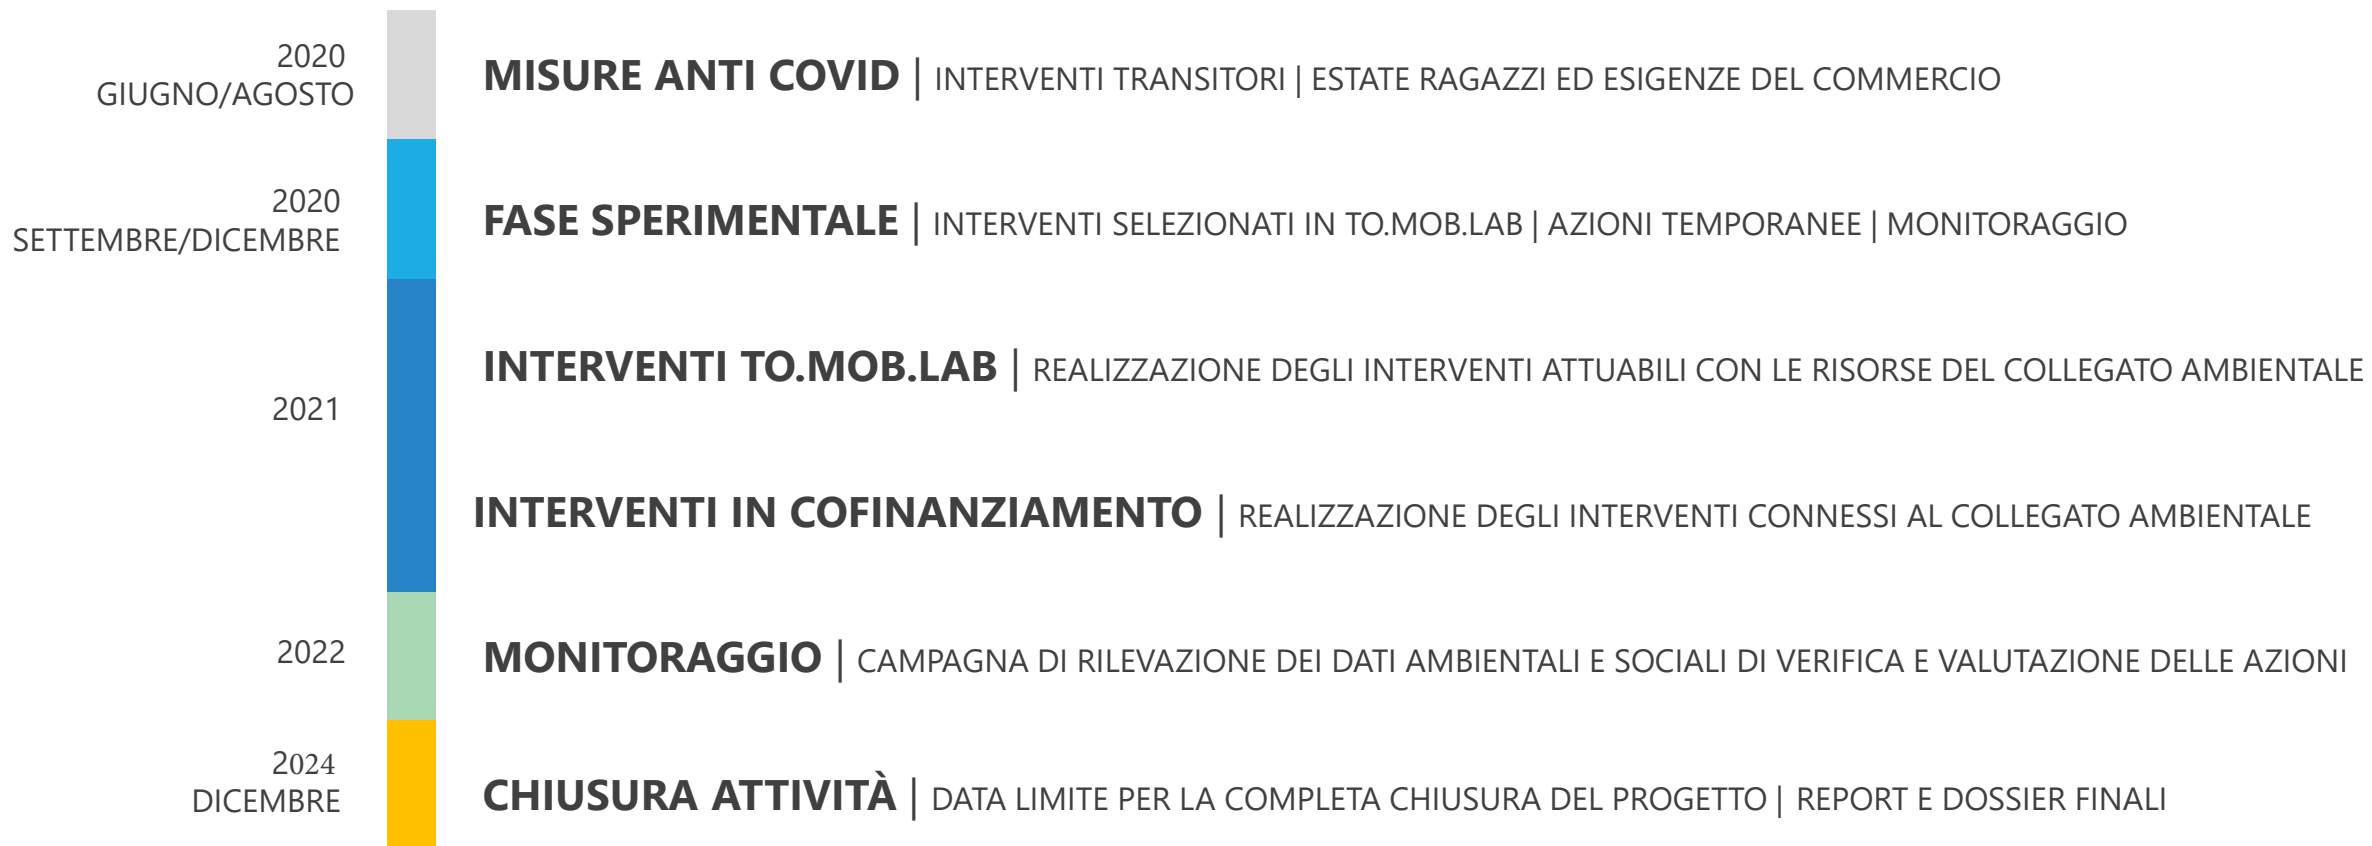 2020
GIUGNO/AGOSTO
MISURE ANTI COVID | INTERVENTI TRANSITORI | ESTATE RAGAZZI ED ESIGENZE DEL COMMERCIO
2020
SETTEMBRE/DICEMBRE
FASE SPERIMENTALE | INTERVENTI SELEZIONATI IN TO.MOB.LAB | AZIONI TEMPORANEE | MONITORAGGIO
INTERVENTI TO.MOB.LAB | REALIZZAZIONE DEGLI INTERVENTI ATTUABILI CON LE RISORSE DEL COLLEGATO AMBIENTALE
2021
INTERVENTI IN COFINANZIAMENTO | REALIZZAZIONE DEGLI INTERVENTI CONNESSI AL COLLEGATO AMBIENTALE
2022
MONITORAGGIO | CAMPAGNA DI RILEVAZIONE DEI DATI AMBIENTALI E SOCIALI DI VERIFICA E VALUTAZIONE DELLE AZIONI
2024
DICEMBRE
CHIUSURA ATTIVITÀ | DATA LIMITE PER LA COMPLETA CHIUSURA DEL PROGETTO | REPORT E DOSSIER FINALI